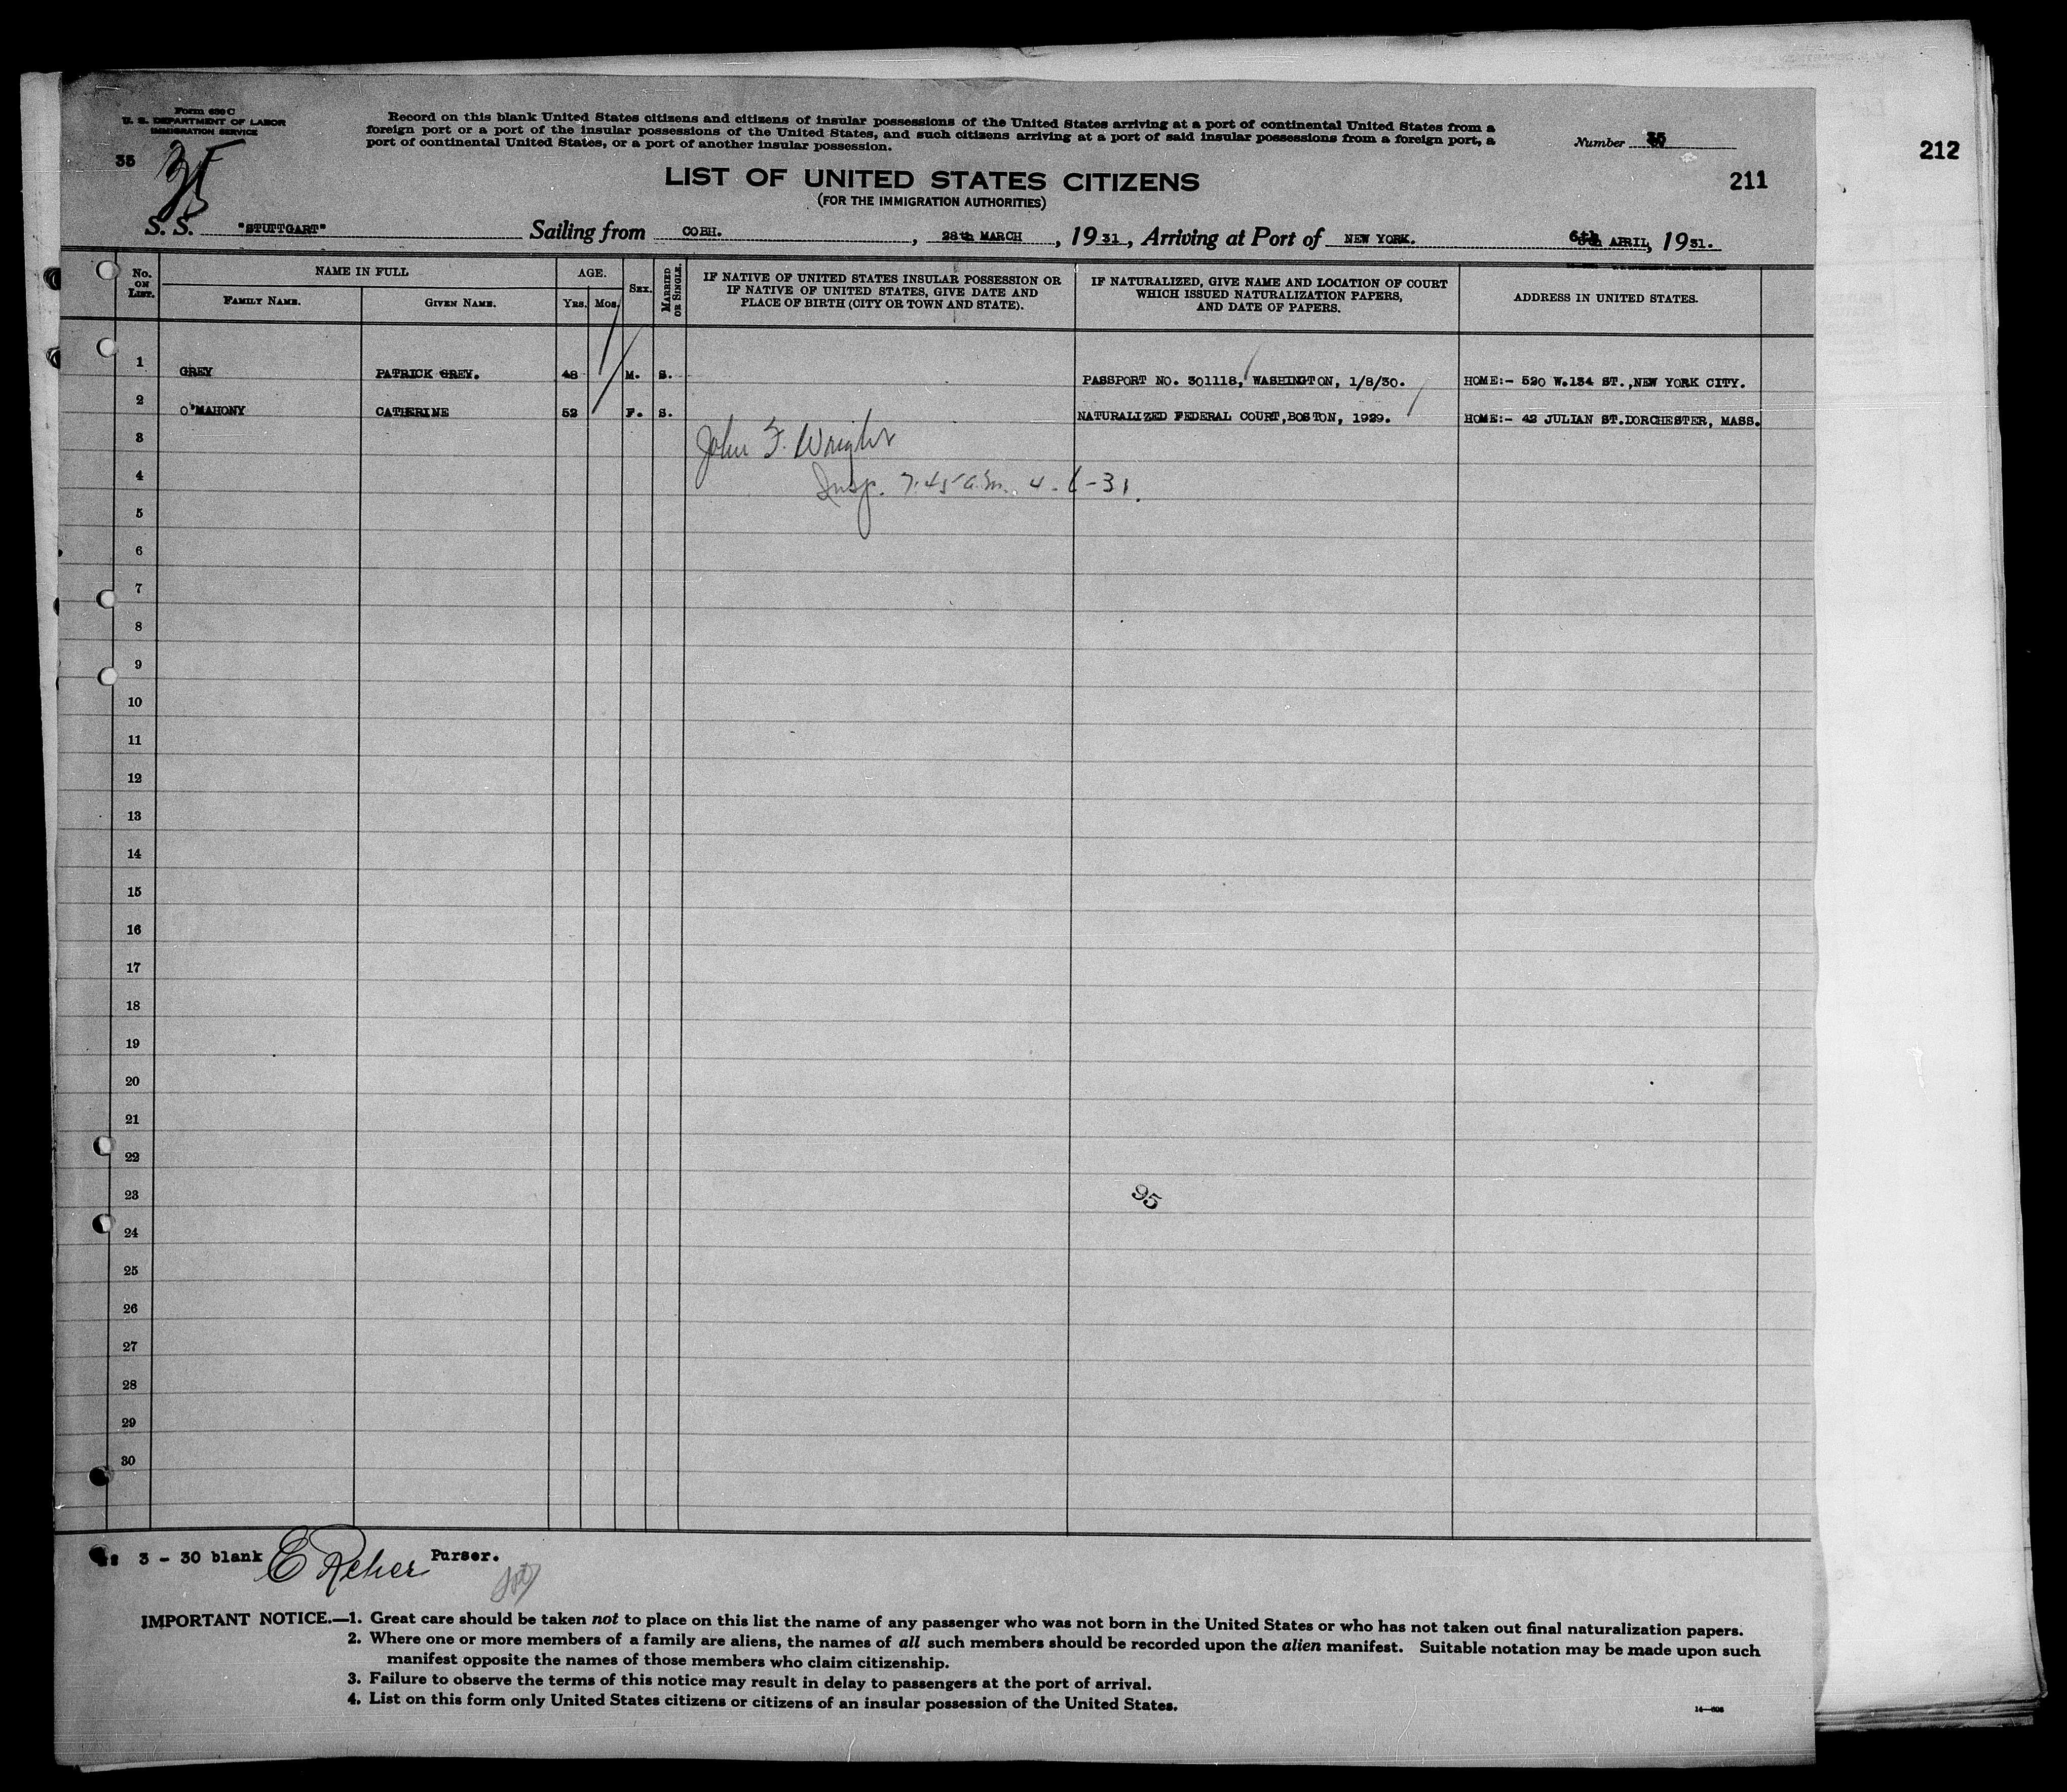 Form 630 C
U. S. DEPARTMENT OF LABOR
IMMIGRATION SERVICE
Record on this blank United States citizens and citizens of insular possessions of the United States arriving at a port of continental United States from a
foreign port or a port of the insular possessions of the United States, and such citizens arriving at a port of said insular possessions from a foreign port, a
port of continental United States, or a port of another insular possession.
Number 35
35
35
212
211
LIST OF UNITED STATES CITIZENS
(FOR THE IMMIGRATION AUTHORITIES)
S. S. "STUTTGART" Sailing from COBH. , 28th MARCH , 1931, Arriving at Port of NEW YORK. 6th APRIL, 1931.
No. ON LIST.
NAME IN FULL
FAMILY NAME.
GIVEN NAME.
AGE.
YRS.
MOS.
SEX.
MARRIED OR SINGLE.
IF NATIVE OF UNITED STATES INSULAR POSSESSION OR
IF NATIVE OF UNITED STATES, GIVE DATE AND
PLACE OF BIRTH (CITY OR TOWN AND STATE).
IF NATURALIZED, GIVE NAME AND LOCATION OF COURT
WHICH ISSUED NATURALIZATION PAPERS,
AND DATE OF PAPERS.
ADDRESS IN UNITED STATES.
1 GREY PATRICK GREY. 48 M. S. PASSPORT NO. 301118, WASHINGTON, 1/8/30. HOME:- 520 W.134 ST.,NEW YORK CITY.
2 O'MAHONY CATHERINE 52 F. S. NATURALIZED FEDERAL COURT,BOSTON, 1929. HOME:- 42 JULIAN ST.DORCHESTER, MASS.
3
John F. Wright
4
Insp. 7.45 a.m. 4-6-31.
5
6
7
8
9
10
11
12
13
14
15
16
17
18
19
20
21
22
23
95
24
25
26
27
28
29
30
3 - 30 blank E Reher Purser.
IMPORTANT NOTICE.—1. Great care should be taken not to place on this list the name of any passenger who was not born in the United States or who has not taken out final naturalization papers.
2. Where one or more members of a family are aliens, the names of all such members should be recorded upon the alien manifest. Suitable notation may be made upon such
manifest opposite the names of those members who claim citizenship.
3. Failure to observe the terms of this notice may result in delay to passengers at the port of arrival.
4. List on this form only United States citizens or citizens of an insular possession of the United States.